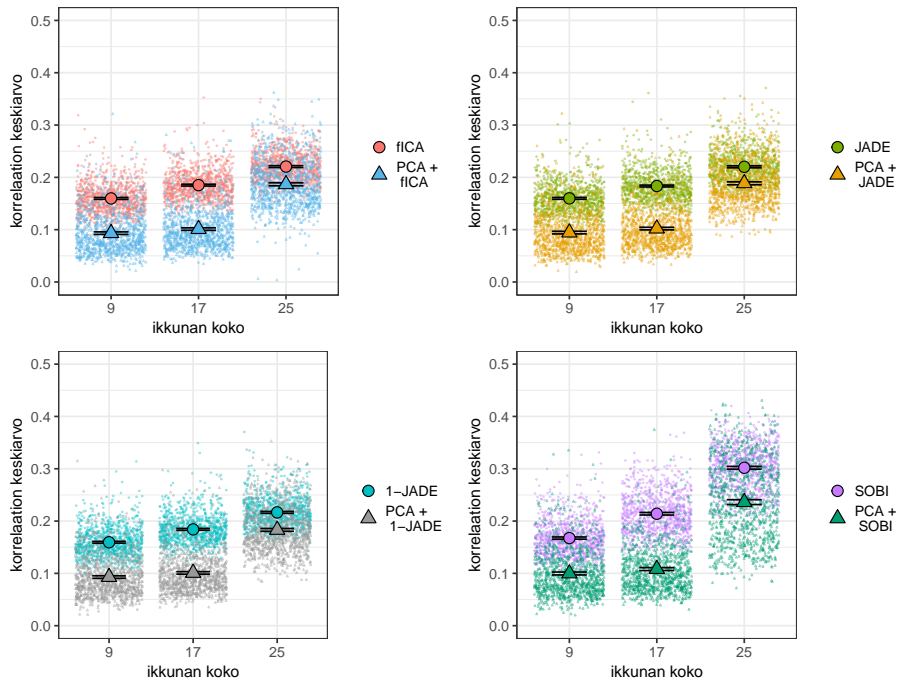 korrelaation keskiarvo
0.5
0.4
0.3
0.2
0.1
0.0
9
17
25
ikkunan koko
fICA
PCA +
fICA
korrelaation keskiarvo
0.5
0.4
0.3
0.2
0.1
0.0
9
17
25
ikkunan koko
JADE
PCA +
JADE
korrelaation keskiarvo
0.5
0.4
0.3
0.2
0.1
0.0
9
17
25
ikkunan koko
1−JADE
PCA +
1−JADE
korrelaation keskiarvo
0.5
0.4
0.3
0.2
0.1
0.0
9
17
25
ikkunan koko
SOBI
PCA +
SOBI